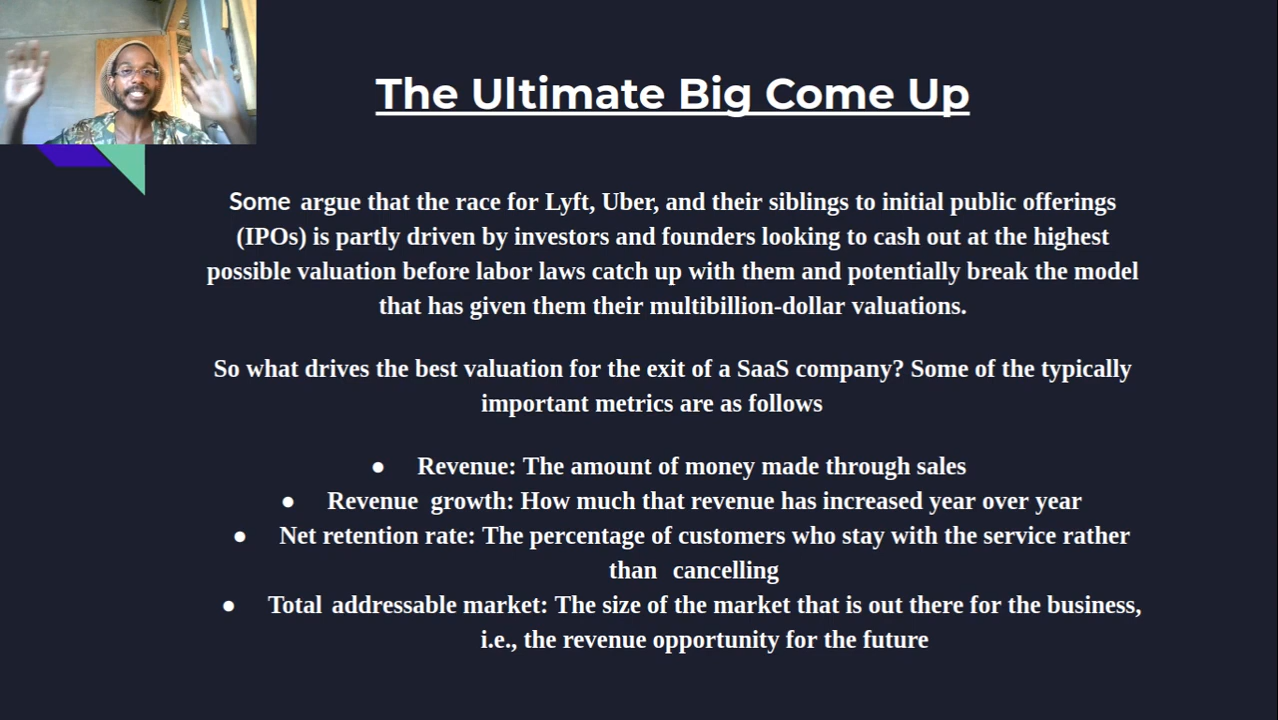 The Ultimate Big Come Up
Some argue that the race for Lyft, Uber, and their siblings to initial public offerings
(IPOs) is partly driven by investors and founders looking to cash out at the highest
possible valuation before labor laws catch up with them and potentially break the model
that has given them their multibillion-dollar valuations.
So what drives the best valuation for the exit of a SaaS company? Some of the typically
important metrics are as follows
● Revenue: The amount of money made through sales
● Revenue growth: How much that revenue has increased year over year
● Net retention rate: The percentage of customers who stay with the service rather
than cancelling
● Total addressable market: The size of the market that is out there for the business,
i.e., the revenue opportunity for the future